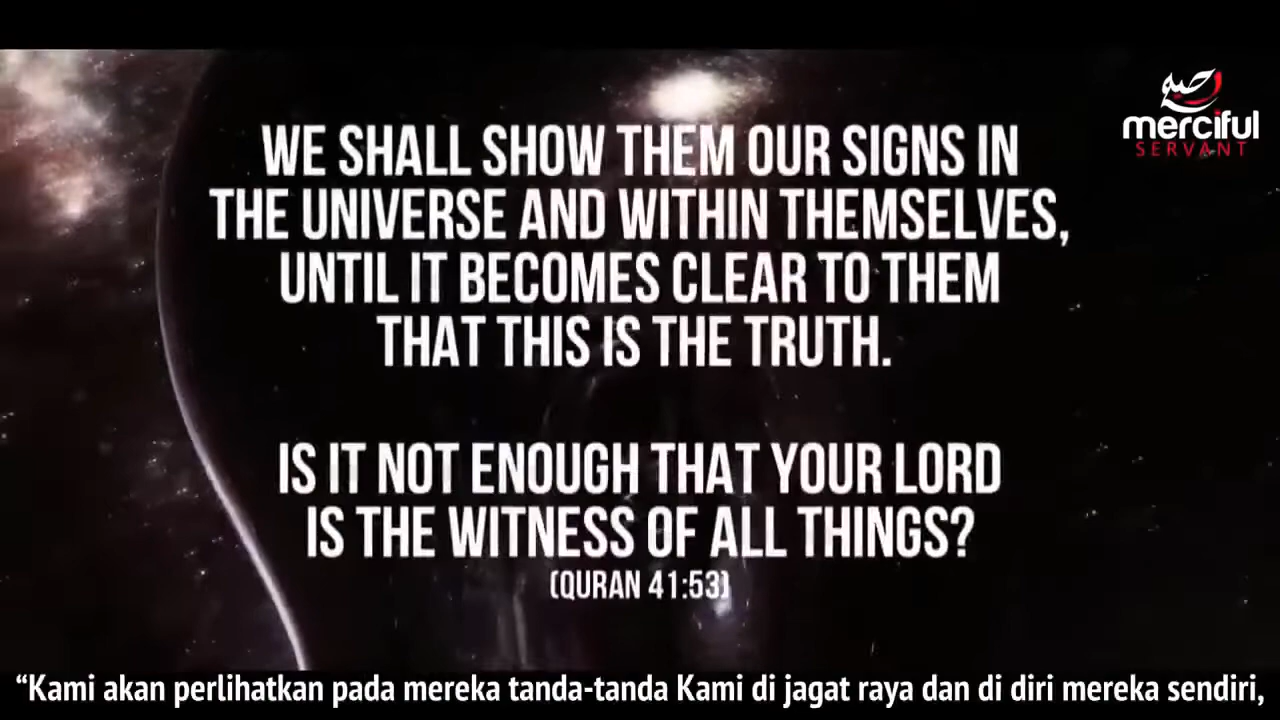 merciful
SERVANT
WE SHALL SHOW THEM OUR SIGNS IN
THE UNIVERSE AND WITHIN THEMSELVES,
UNTIL IT BECOMES CLEAR TO THEM
THAT THIS IS THE TRUTH.
IS IT NOT ENOUGH THAT YOUR LORD
IS THE WITNESS OF ALL THINGS?
(QURAN 41:53)
“Kami akan perlihatkan pada mereka tanda-tanda Kami di jagat raya dan di diri mereka sendiri,